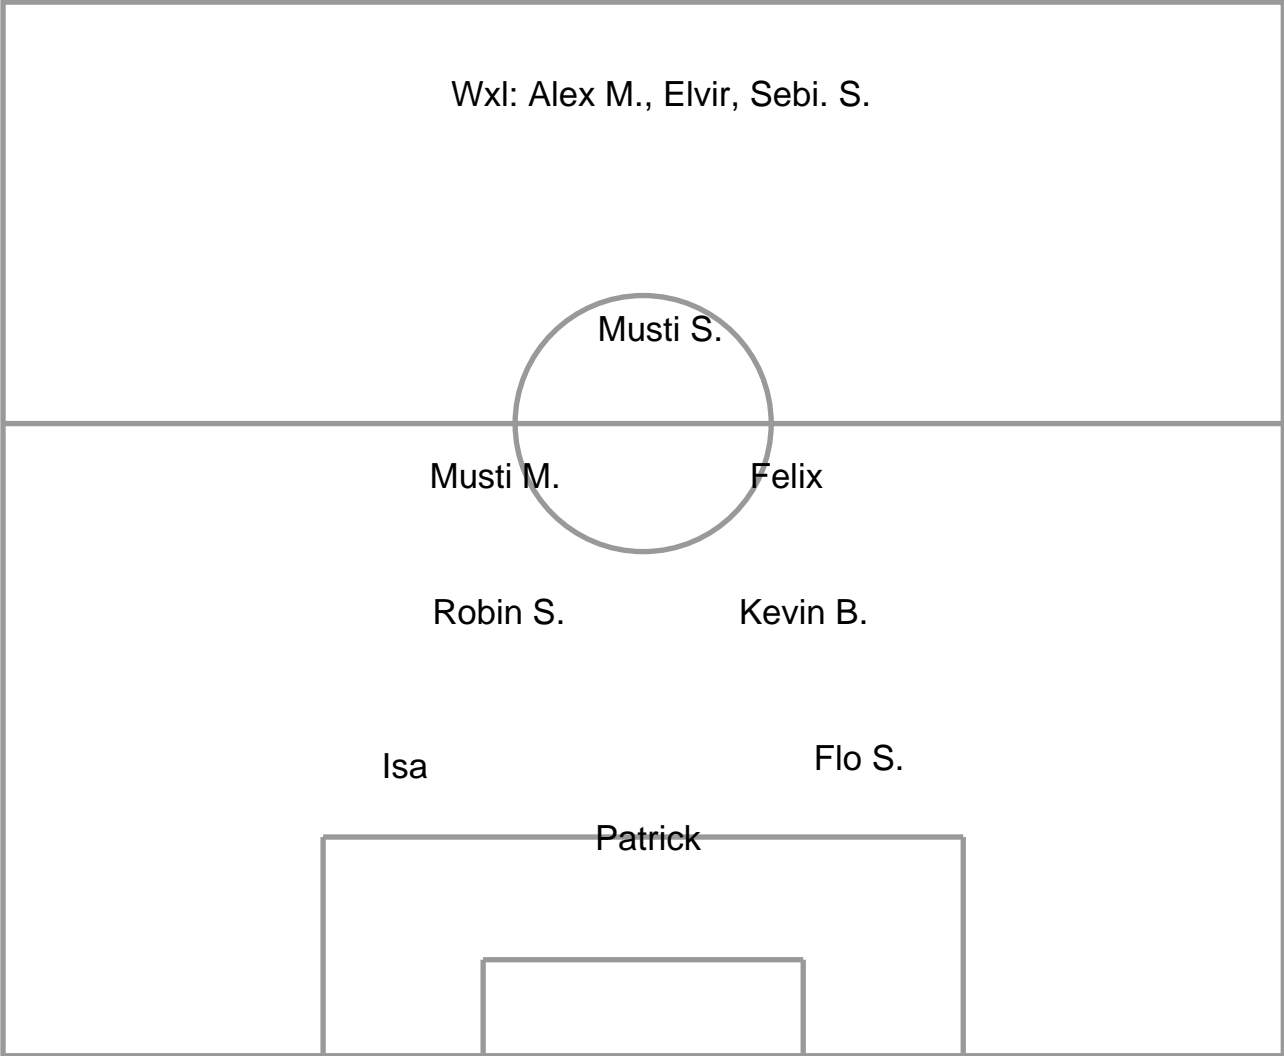 Wxl: Alex M., Elvir, Sebi. S.
Musti S.
Musti M.
Felix
Robin S.
Kevin B.
Isa
Flo S.
Patrick